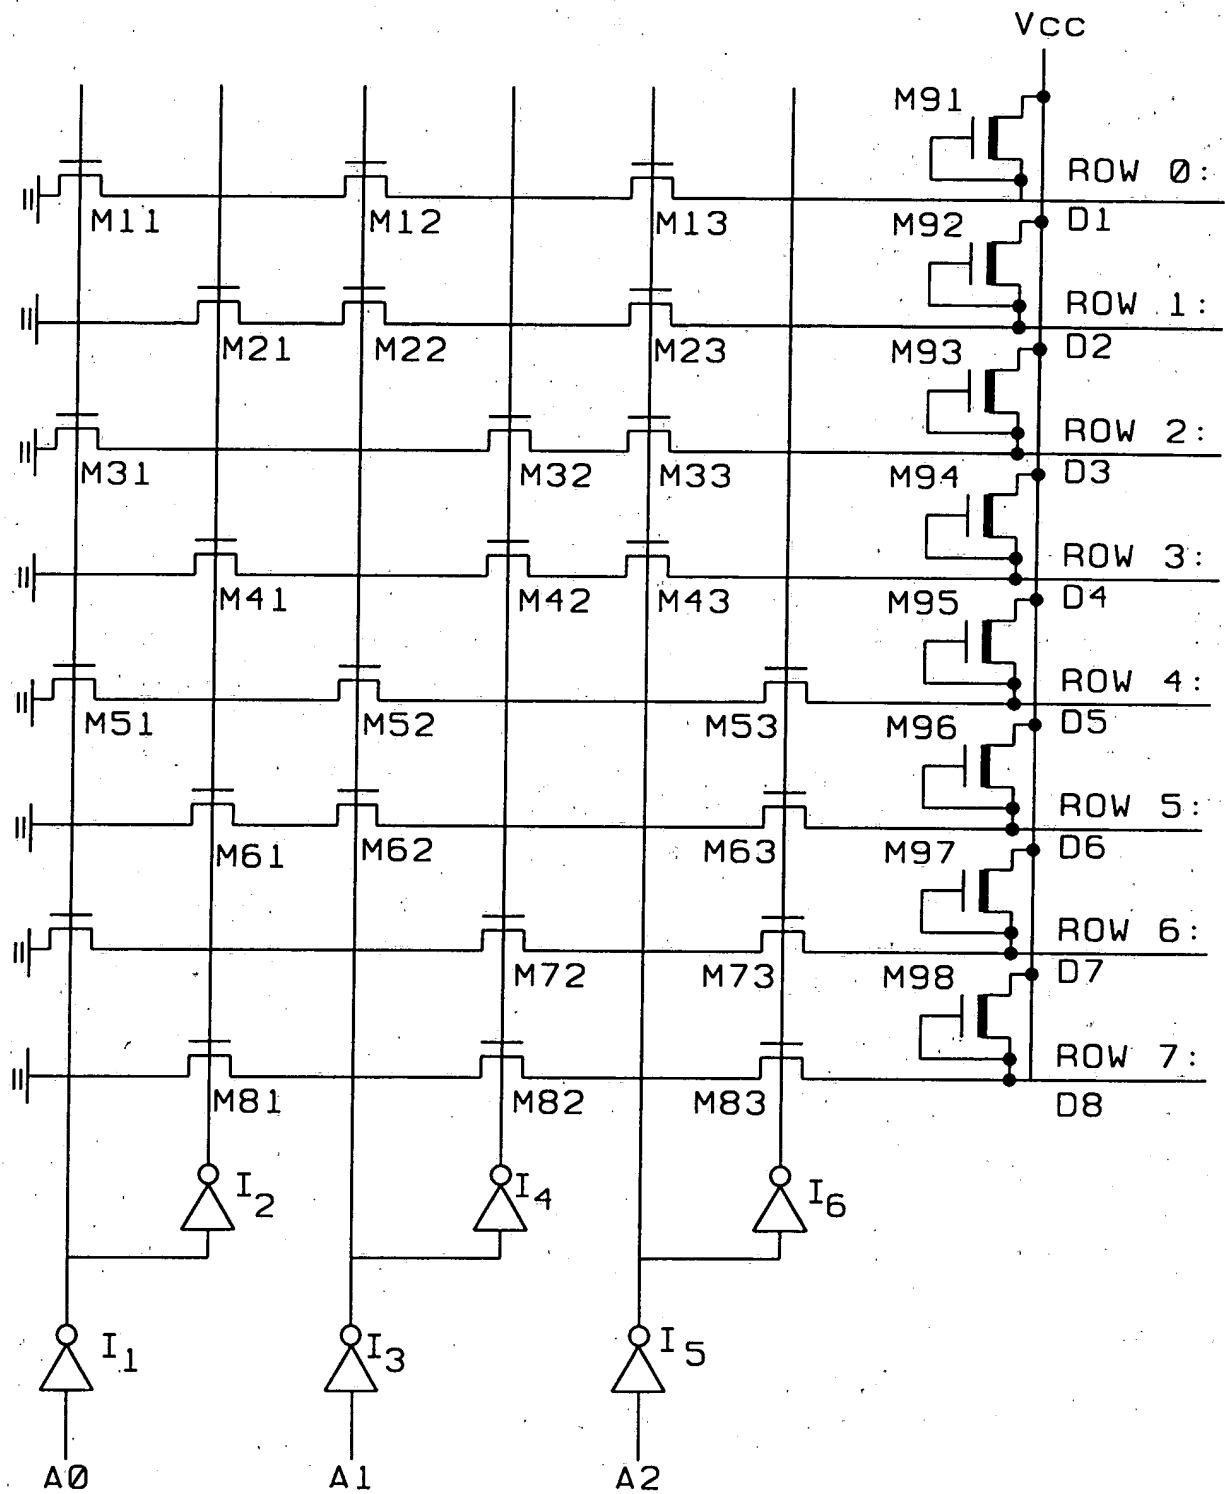 Vcc
M91
ROW 0:
M11 M12 M13 M92 D1
ROW 1:
M21 M22 M23 M93 D2
ROW 2:
M31 M32 M33 M94 D3
ROW 3:
M41 M42 M43 M95 D4
ROW 4:
M51 M52 M53 M96 D5
ROW 5:
M61 M62 M63 M97 D6
ROW 6:
M72 M73 M98 D7
ROW 7:
M81 M82 M83 D8
I2 I4 I6
I1 I3 I5
A0 A1 A2